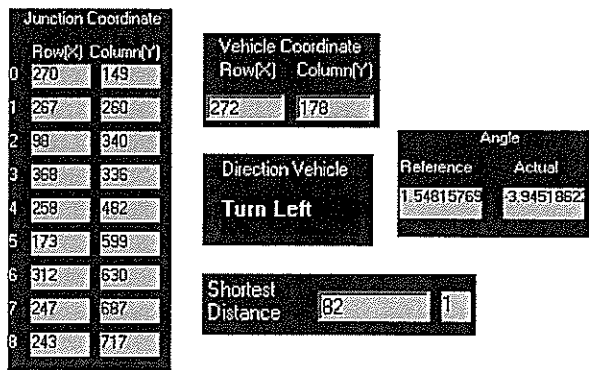 Junction Coordinate
Row(X) Column(Y)
0 270 149
1 267 260
2 98 340
3 368 336
4 258 482
5 173 599
6 312 630
7 247 687
8 243 717
Vehicle Coordinate
Row(X) Column(Y)
272 178
Direction Vehicle
Turn Left
Angle
Reference Actual
1.54815769 -3.94518622
Shortest
Distance 82 1